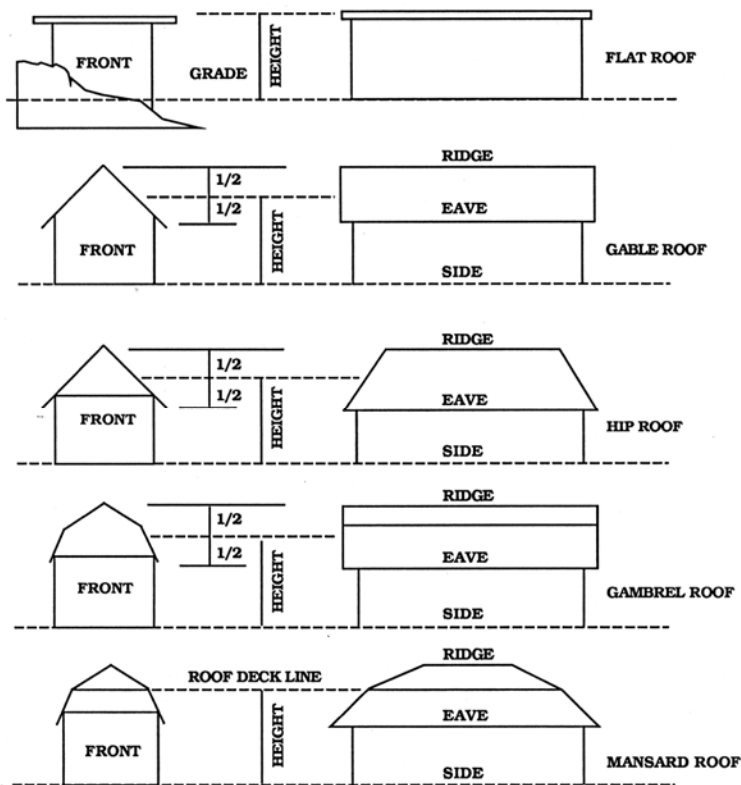 FRONT
GRADE
HEIGHT
FLAT ROOF
RIDGE
1/2
1/2
EAVE
FRONT
HEIGHT
GABLE ROOF
SIDE
RIDGE
1/2
1/2
EAVE
FRONT
HEIGHT
HIP ROOF
SIDE
RIDGE
1/2
1/2
EAVE
FRONT
HEIGHT
GAMBREL ROOF
SIDE
RIDGE
ROOF DECK LINE
EAVE
FRONT
HEIGHT
MANSARD ROOF
SIDE